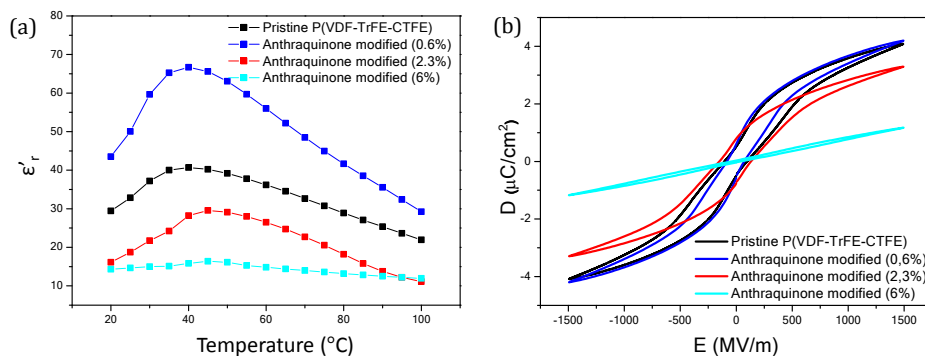 (a)
80
70
60
50
40
30
20
10
ε'r
20
40
60
80
100
Temperature (°C)
Pristine P(VDF-TrFE-CTFE)
Anthraquinone modified (0.6%)
Anthraquinone modified (2.3%)
Anthraquinone modified (6%)
(b)
4
2
0
-2
-4
D (μC/cm²)
Pristine P(VDF-TrFE-CTFE)
Anthraquinone modified (0,6%)
Anthraquinone modified (2,3%)
Anthraquinone modified (6%)
-1500
-1000
-500
0
500
1000
1500
E (MV/m)